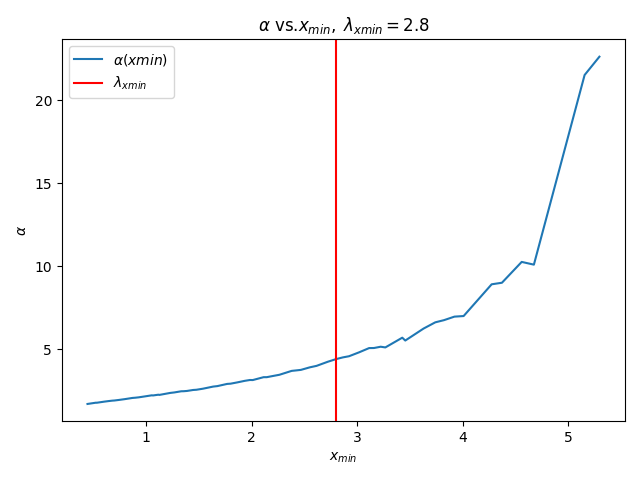 α vs.x_min, λ_xmin = 2.8
α(xmin)
λ_xmin
α
20
15
10
5
1 2 3 4 5
x_min